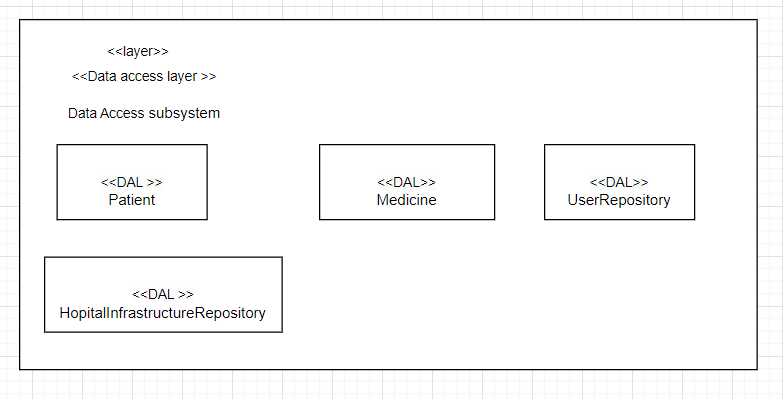 <<layer>>
<<Data access layer >>
Data Access subsystem
<<DAL >>
Patient
<<DAL>>
Medicine
<<DAL>>
UserRepository
<<DAL >>
HopitalInfrastructureRepository